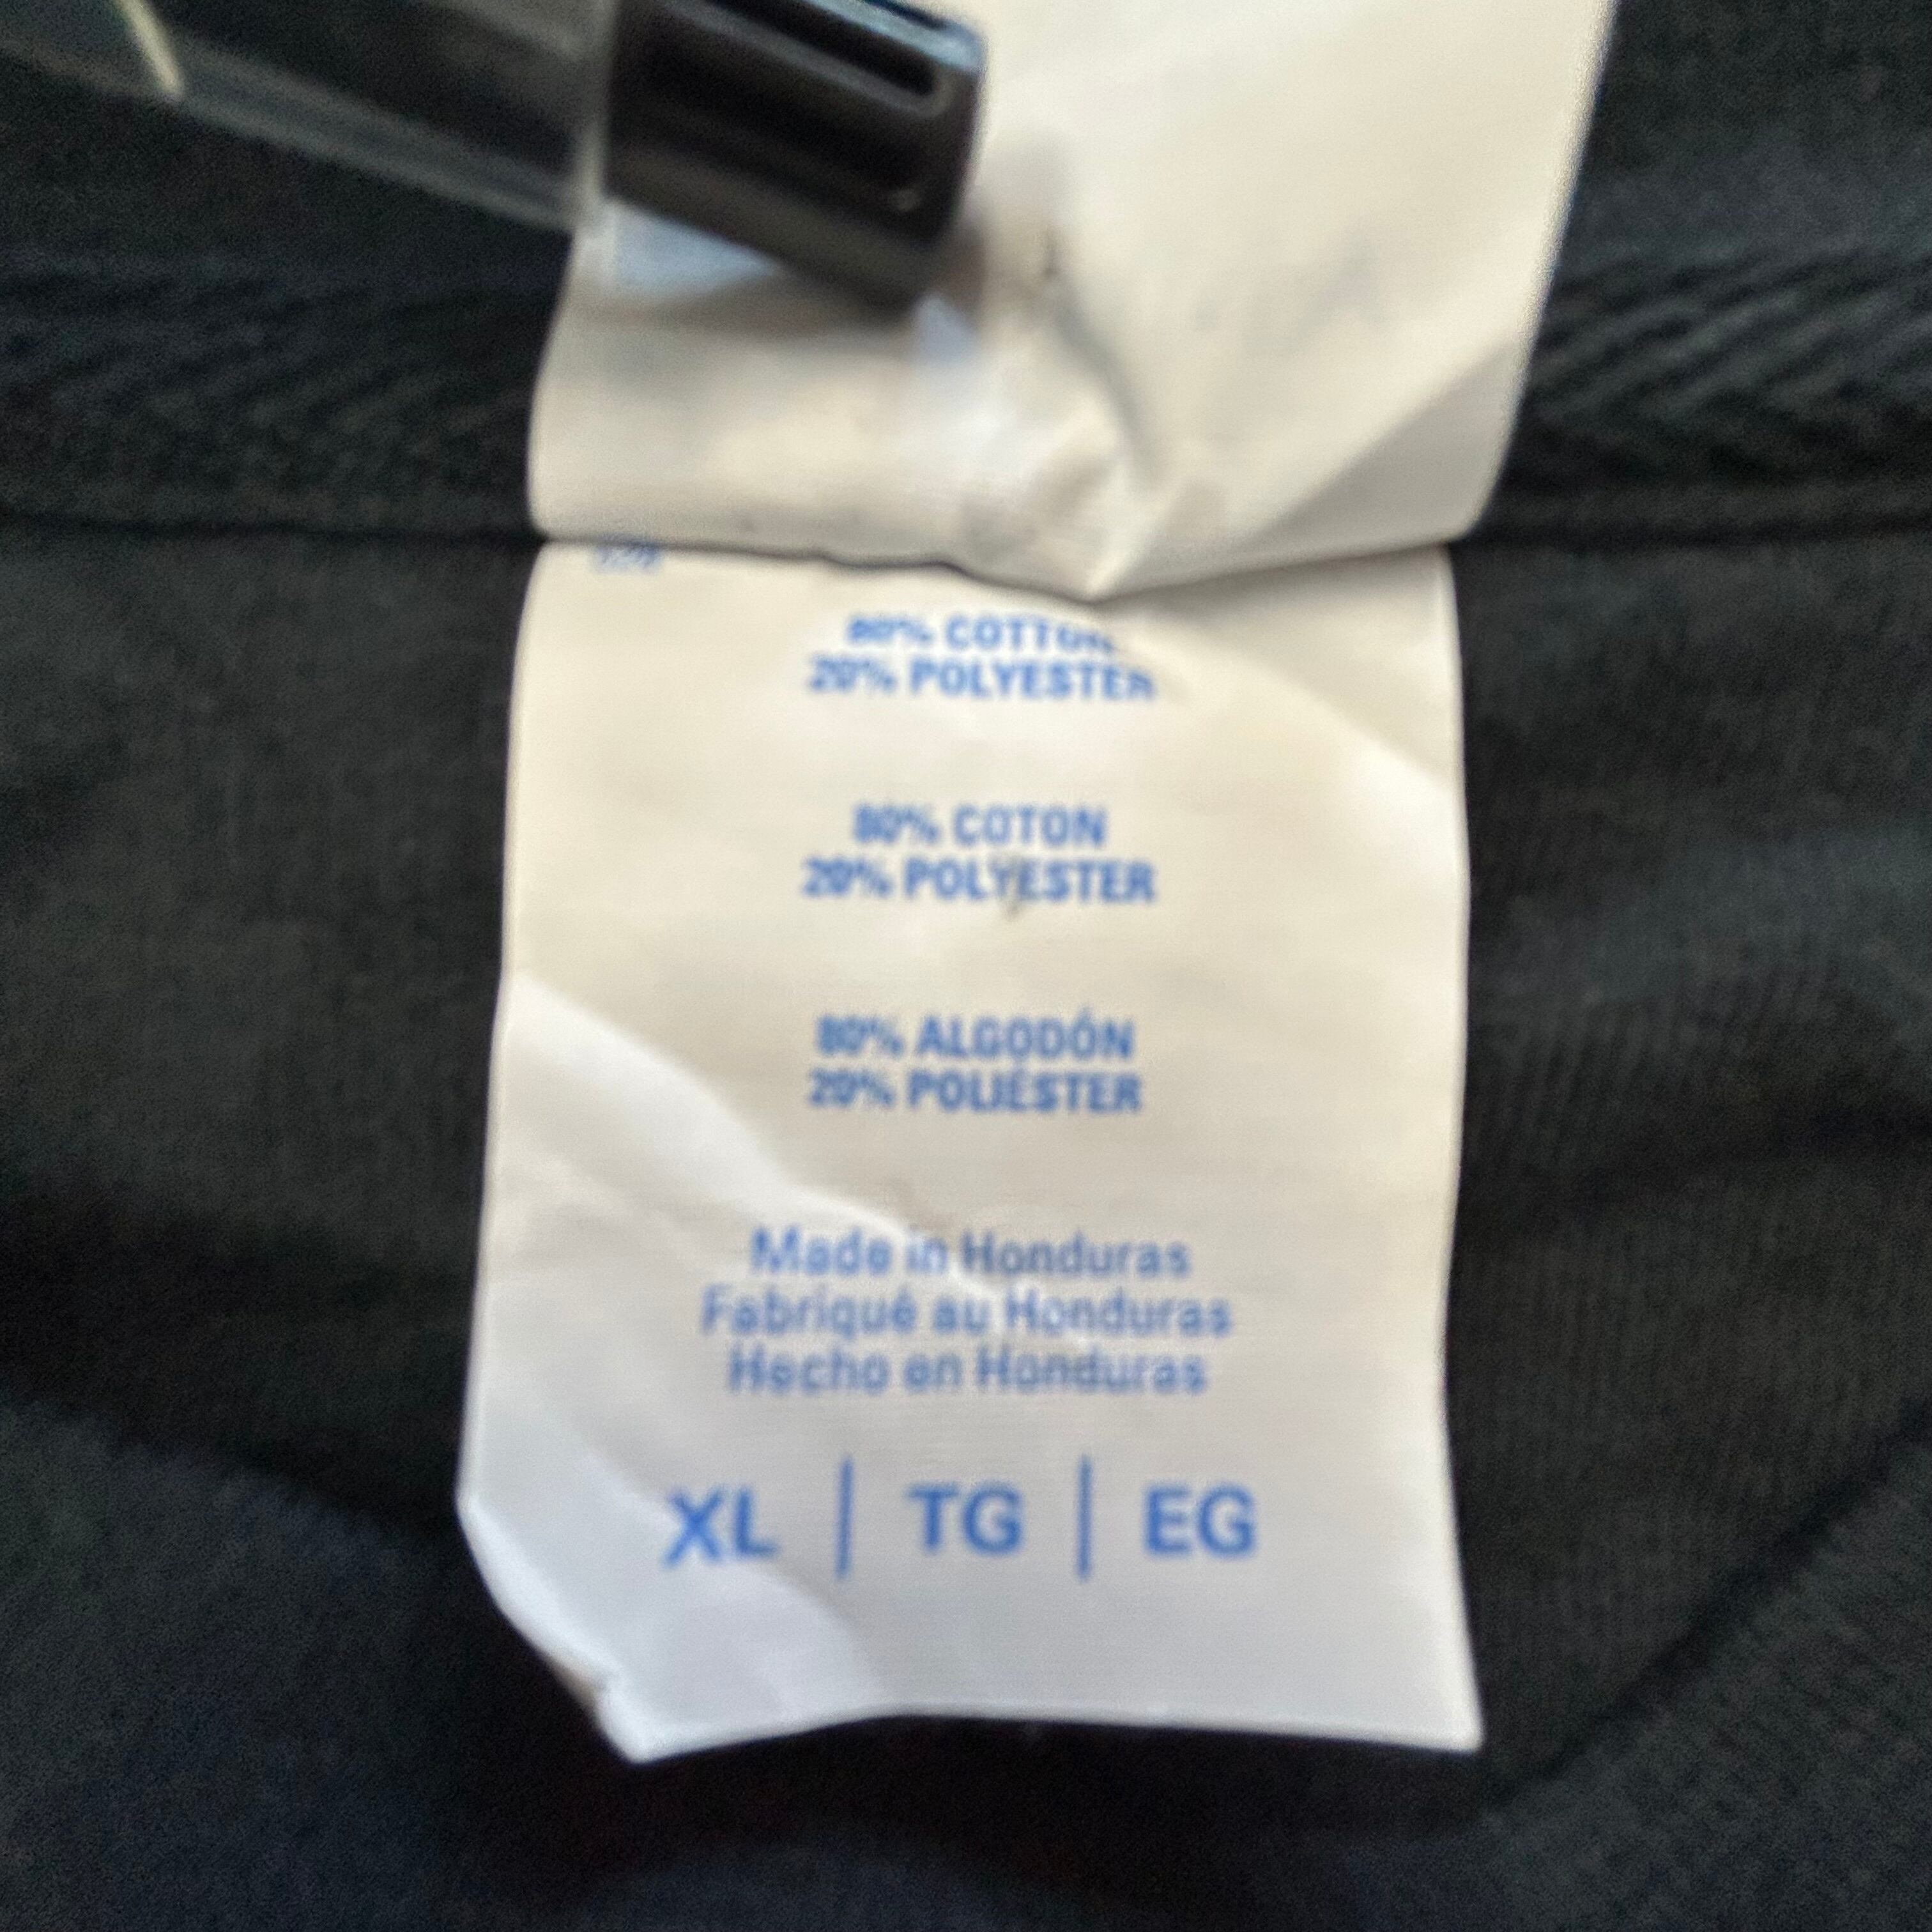 80% COTTON
20% POLYESTER
80% COTON
20% POLYESTER
80% ALGODÓN
20% POLIÉSTER
Made in Honduras
Fabriqué au Honduras
Hecho en Honduras
XL | TG | EG